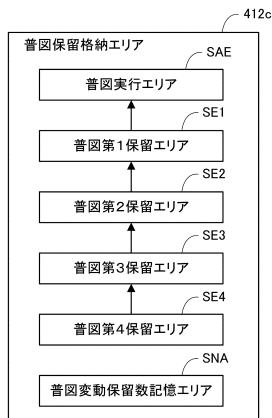 412c
普図保留格納エリア
SAE
普図実行エリア
SE1
普図第1保留エリア
SE2
普図第2保留エリア
SE3
普図第3保留エリア
SE4
普図第4保留エリア
SNA
普図変動保留数記憶エリア